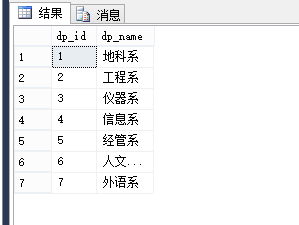 结果 消息
dp_id dp_name
1 1 地科系
2 2 工程系
3 3 仪器系
4 4 信息系
5 5 经管系
6 6 人文...
7 7 外语系